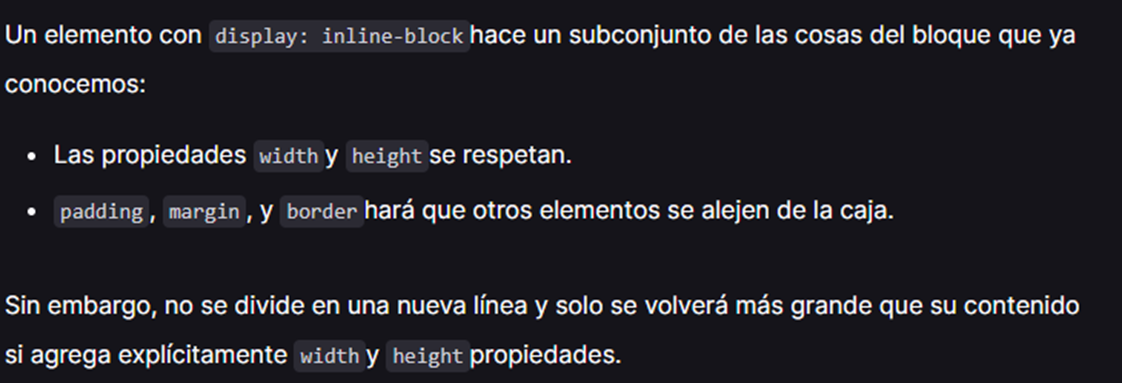 Un elemento con display: inline-block hace un subconjunto de las cosas del bloque que ya
conocemos:
• Las propiedades width y height se respetan.
• padding, margin, y border hará que otros elementos se alejen de la caja.
Sin embargo, no se divide en una nueva línea y solo se volverá más grande que su contenido
si agrega explícitamente width y height propiedades.